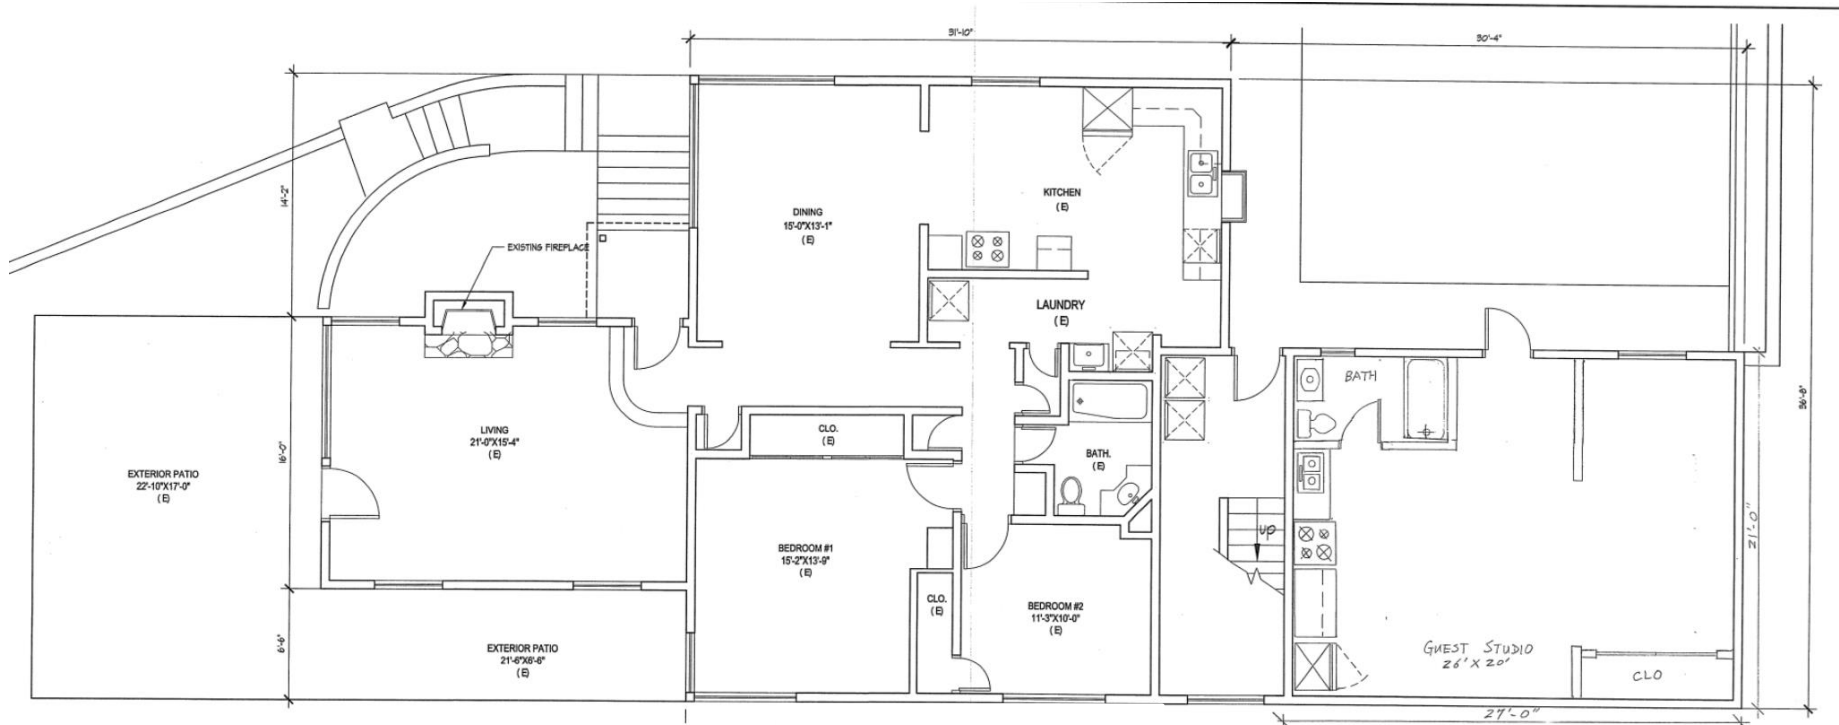 31'-10"
30'-4"
14'-2"
EXISTING FIREPLACE
DINING
15'-0"X13'-1"
(E)
KITCHEN
(E)
LAUNDRY
(E)
36'-8"
BATH
LIVING
21'-0"X15'-4"
(E)
16'-0"
CLO.
(E)
BATH.
(E)
EXTERIOR PATIO
22'-10"X17'-0"
(E)
UP
21'-0"
BEDROOM #1
15'-2"X13'-9"
(E)
CLO.
(E)
BEDROOM #2
11'-3"X10'-0"
(E)
6'-6"
EXTERIOR PATIO
21'-6"X6'-6"
(E)
GUEST STUDIO
26' X 20'
CLO
27'-0"